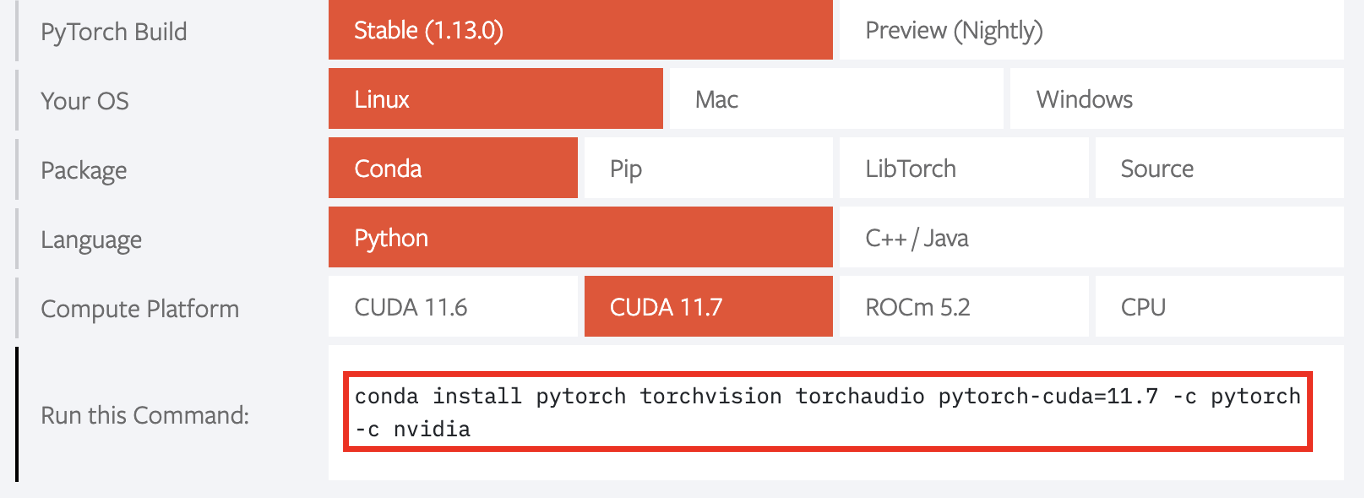 PyTorch Build Stable (1.13.0) Preview (Nightly)
Your OS Linux Mac Windows
Package Conda Pip LibTorch Source
Language Python C++ / Java
Compute Platform CUDA 11.6 CUDA 11.7 ROCm 5.2 CPU
Run this Command: conda install pytorch torchvision torchaudio pytorch-cuda=11.7 -c pytorch
-c nvidia